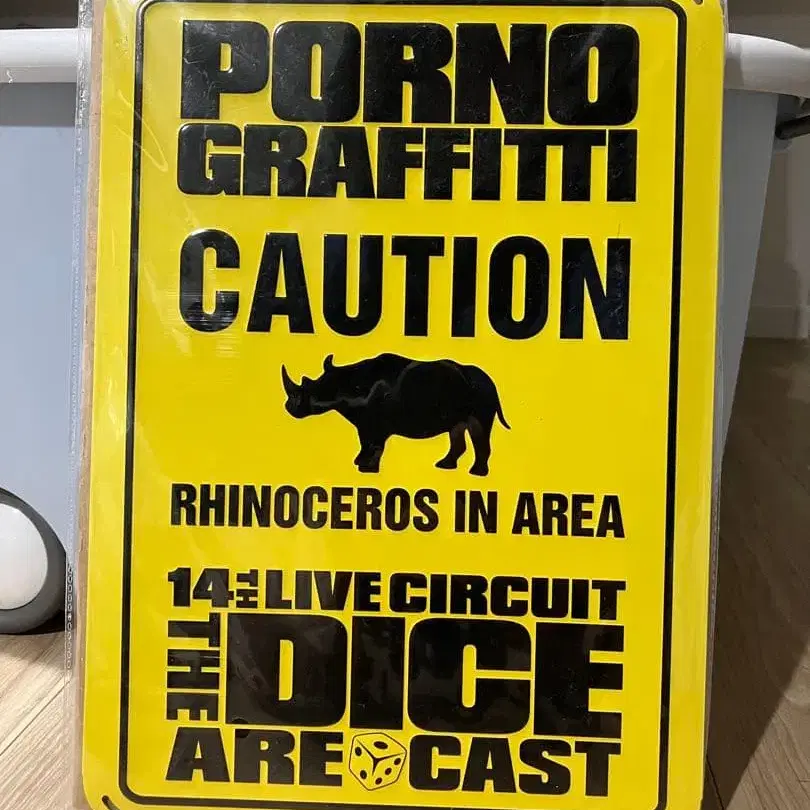 PORNO
GRAFFITTI
CAUTION
RHINOCEROS IN AREA
14TH LIVE CIRCUIT
THE DICE
ARE CAST